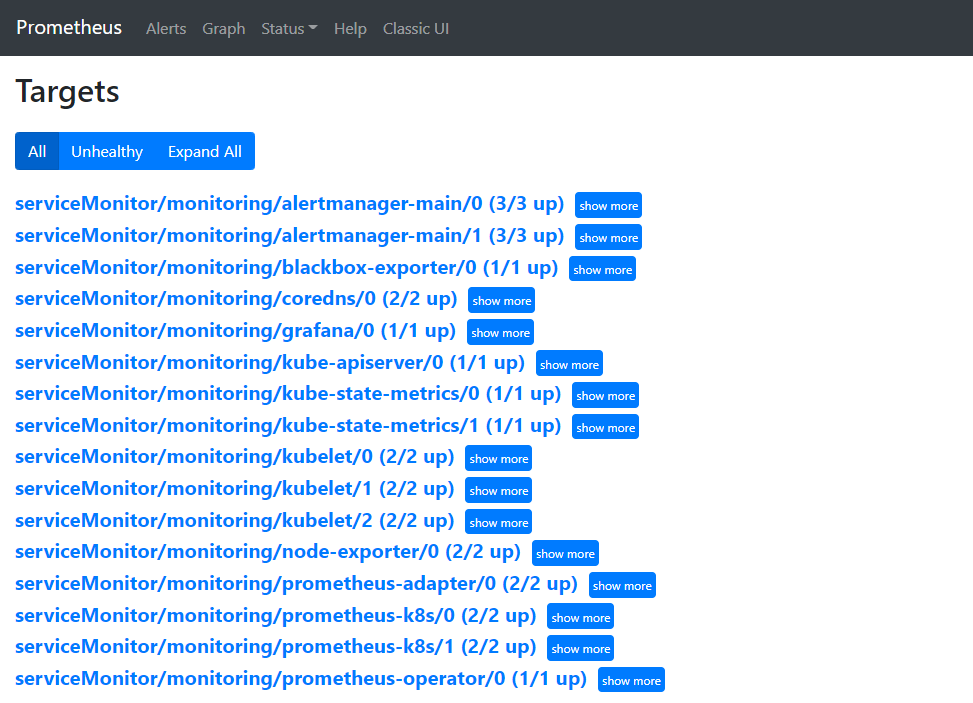 Prometheus Alerts Graph Status Help Classic UI
Targets
All Unhealthy Expand All
serviceMonitor/monitoring/alertmanager-main/0 (3/3 up) show more
serviceMonitor/monitoring/alertmanager-main/1 (3/3 up) show more
serviceMonitor/monitoring/blackbox-exporter/0 (1/1 up) show more
serviceMonitor/monitoring/coredns/0 (2/2 up) show more
serviceMonitor/monitoring/grafana/0 (1/1 up) show more
serviceMonitor/monitoring/kube-apiserver/0 (1/1 up) show more
serviceMonitor/monitoring/kube-state-metrics/0 (1/1 up) show more
serviceMonitor/monitoring/kube-state-metrics/1 (1/1 up) show more
serviceMonitor/monitoring/kubelet/0 (2/2 up) show more
serviceMonitor/monitoring/kubelet/1 (2/2 up) show more
serviceMonitor/monitoring/kubelet/2 (2/2 up) show more
serviceMonitor/monitoring/node-exporter/0 (2/2 up) show more
serviceMonitor/monitoring/prometheus-adapter/0 (2/2 up) show more
serviceMonitor/monitoring/prometheus-k8s/0 (2/2 up) show more
serviceMonitor/monitoring/prometheus-k8s/1 (2/2 up) show more
serviceMonitor/monitoring/prometheus-operator/0 (1/1 up) show more